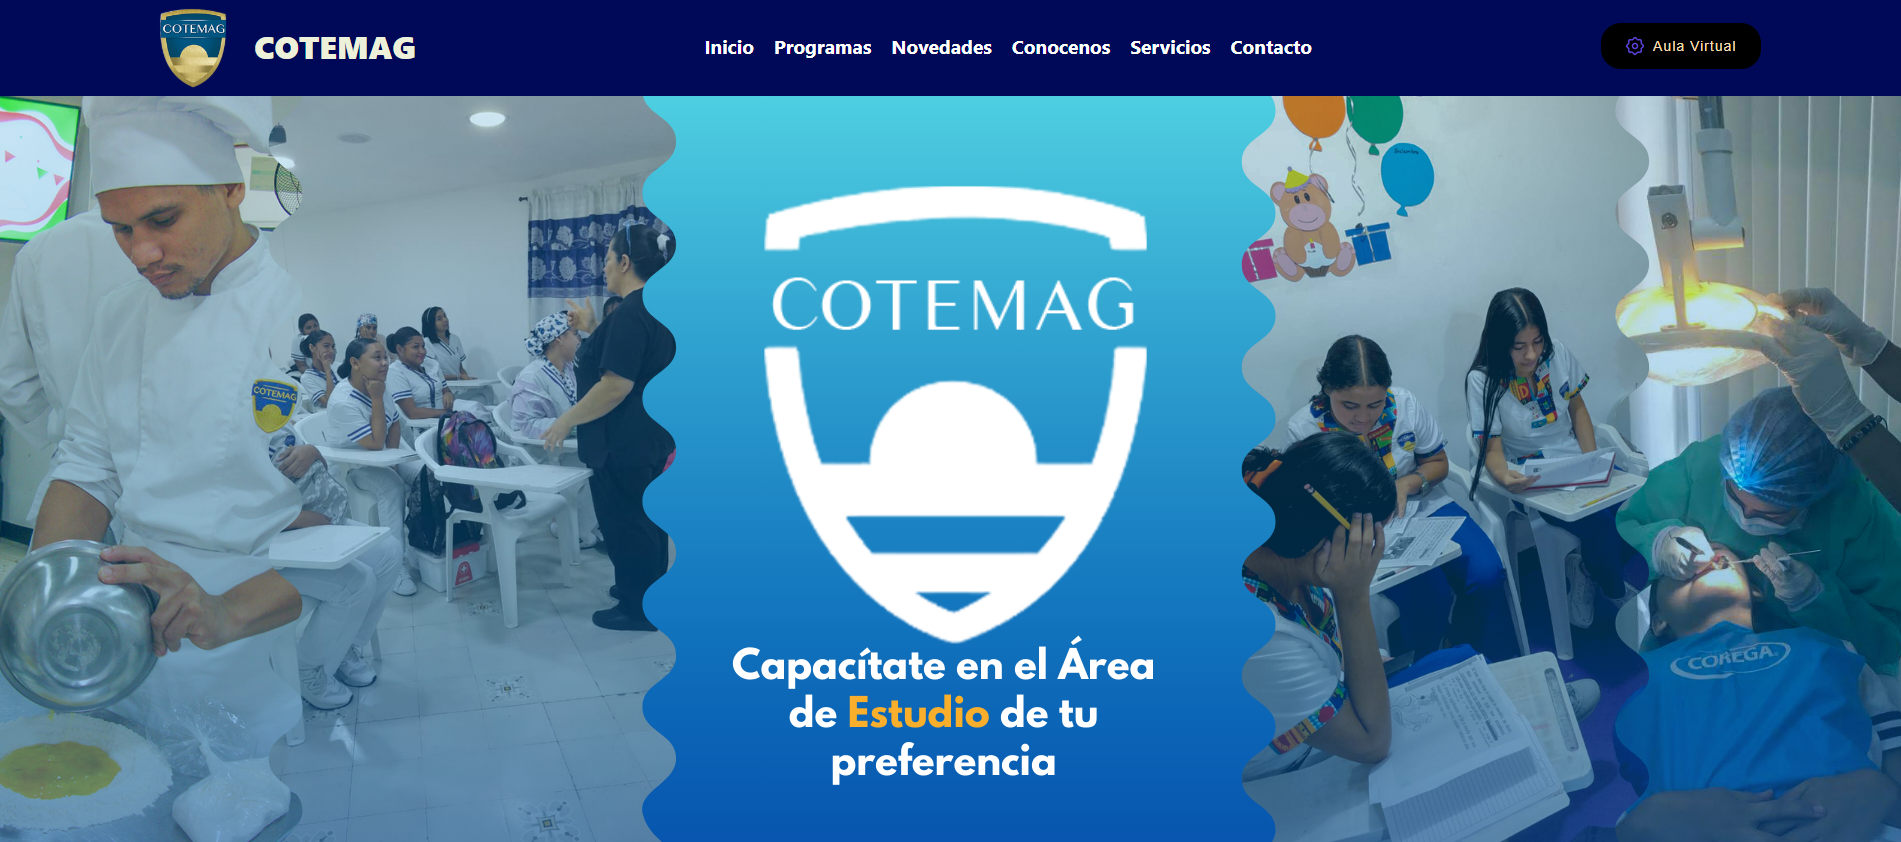 COTEMAG
COTEMAG
Inicio Programas Novedades Conocenos Servicios Contacto
Aula Virtual
COTEMAG
COTEMAG
Capacítate en el Área
de Estudio de tu
preferencia
COREGA